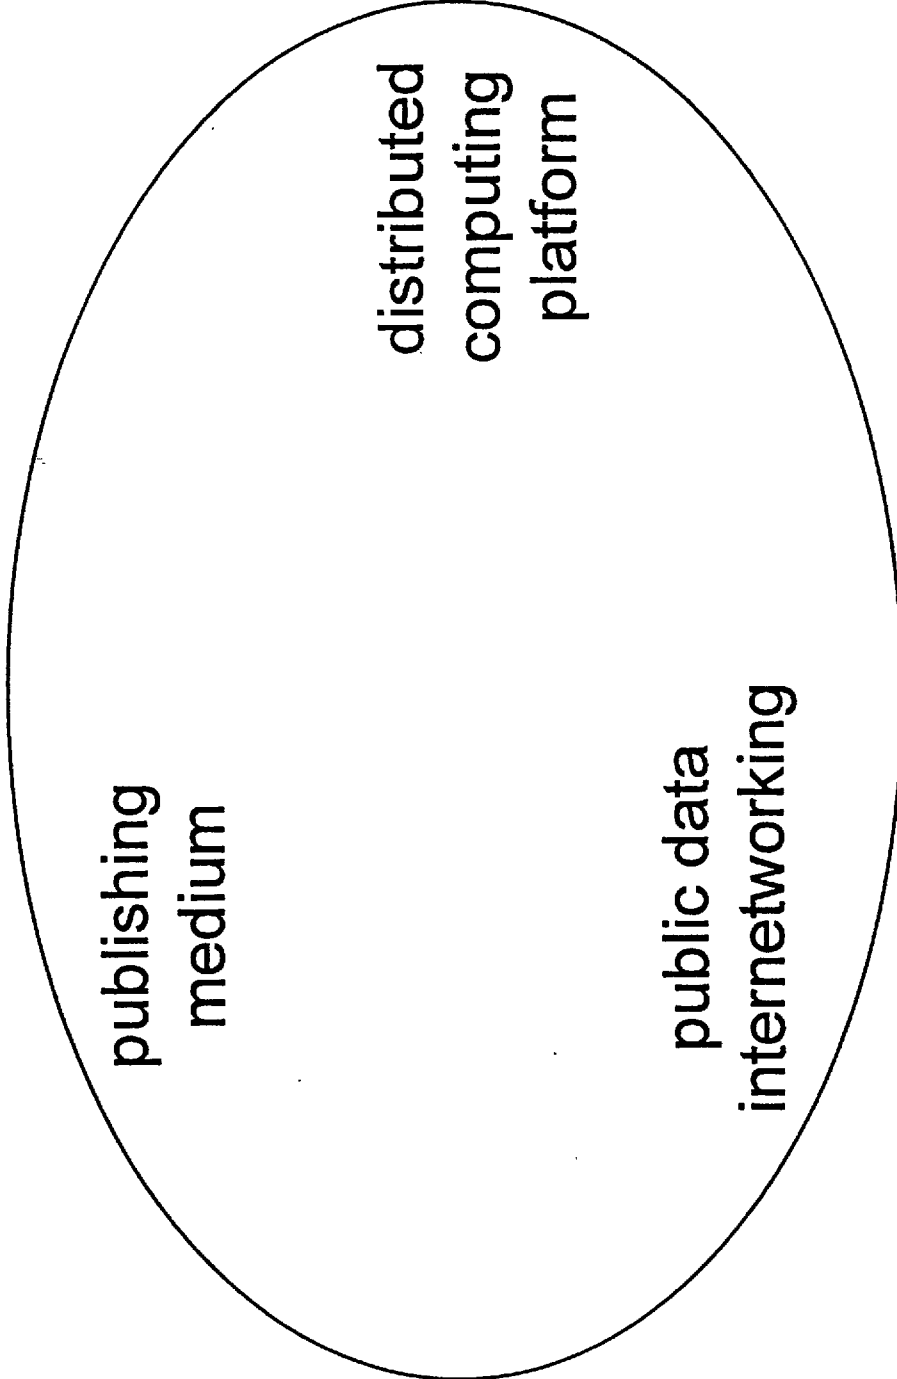 publishing
medium
distributed
computing
platform
public data
internetworking